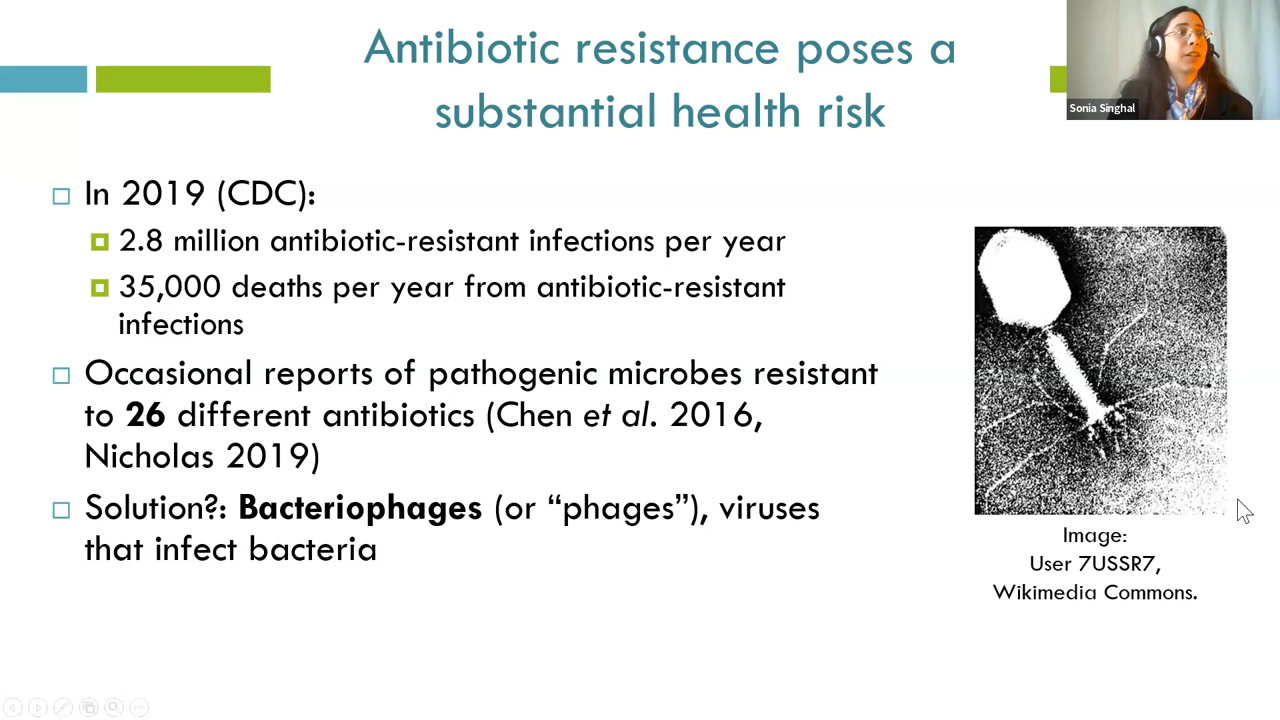 Antibiotic resistance poses a
substantial health risk
Sonia Singhal
In 2019 (CDC):
2.8 million antibiotic-resistant infections per year
35,000 deaths per year from antibiotic-resistant
infections
Occasional reports of pathogenic microbes resistant
to 26 different antibiotics (Chen et al. 2016,
Nicholas 2019)
Solution?: Bacteriophages (or “phages”), viruses
that infect bacteria
Image:
User 7USSR7,
Wikimedia Commons.